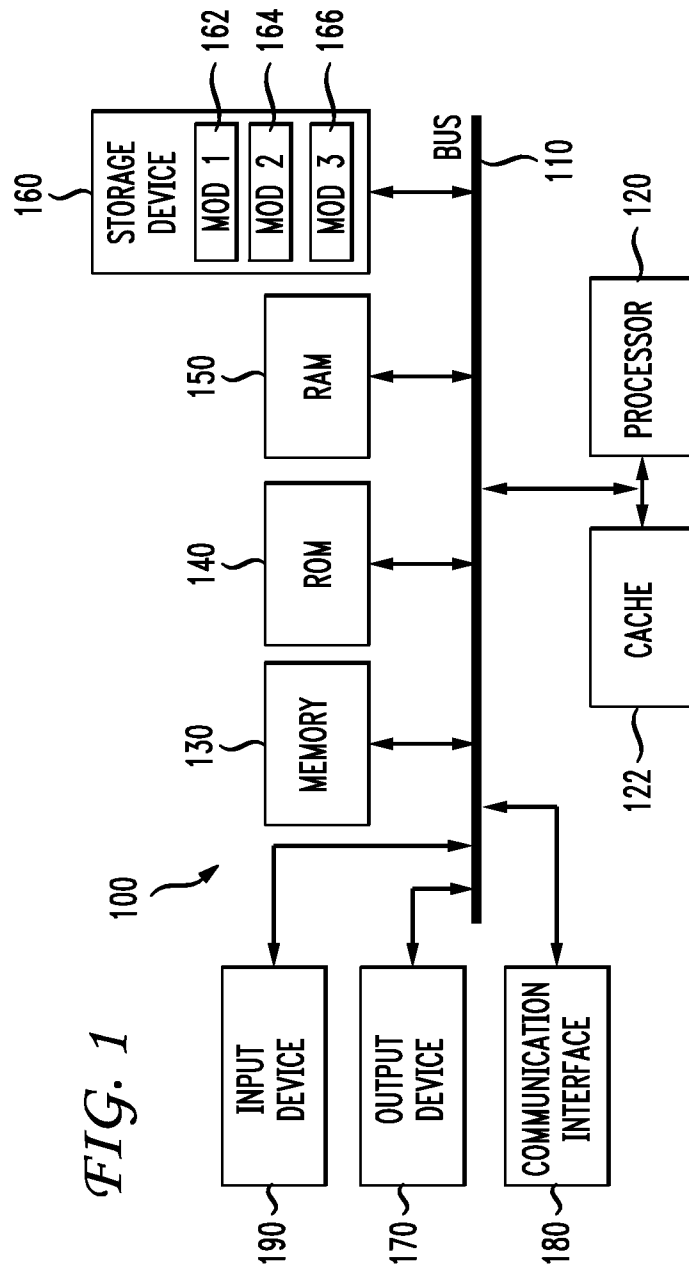 FIG. 1
100
160
STORAGE
DEVICE
MOD 1
162
MOD 2
164
MOD 3
166
150
RAM
140
ROM
130
MEMORY
190
INPUT
DEVICE
170
OUTPUT
DEVICE
180
COMMUNICATION
INTERFACE
BUS
110
122
CACHE
120
PROCESSOR